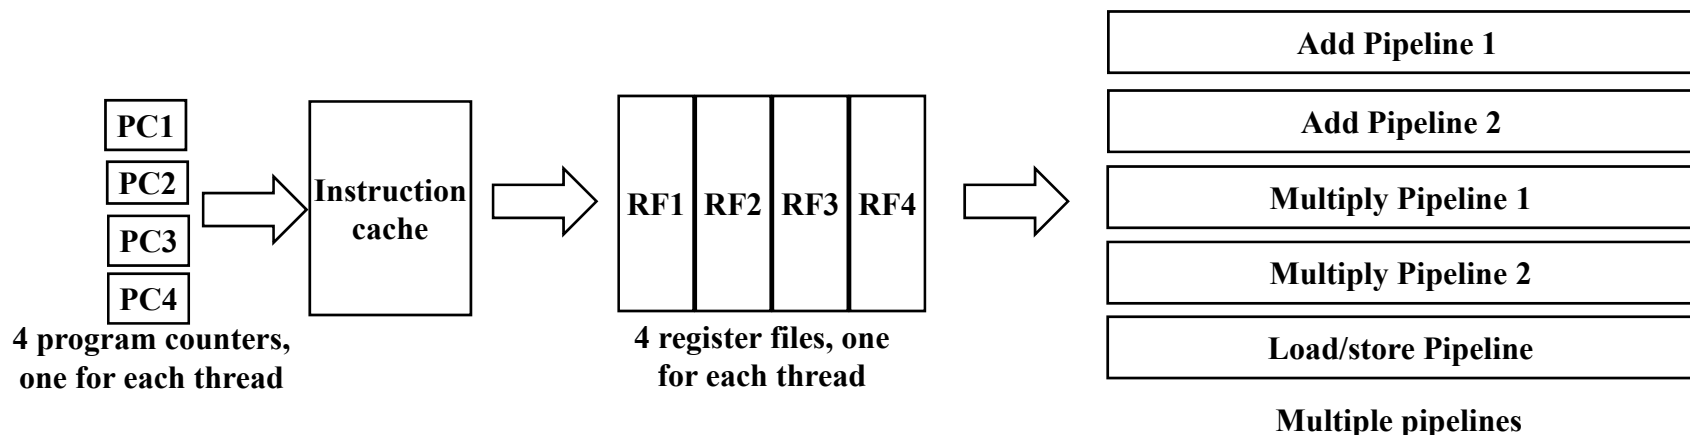 PC1
PC2
PC3
PC4
4 program counters,
one for each thread
Instruction
cache
RF1 RF2 RF3 RF4
4 register files, one
for each thread
Add Pipeline 1
Add Pipeline 2
Multiply Pipeline 1
Multiply Pipeline 2
Load/store Pipeline
Multiple pipelines